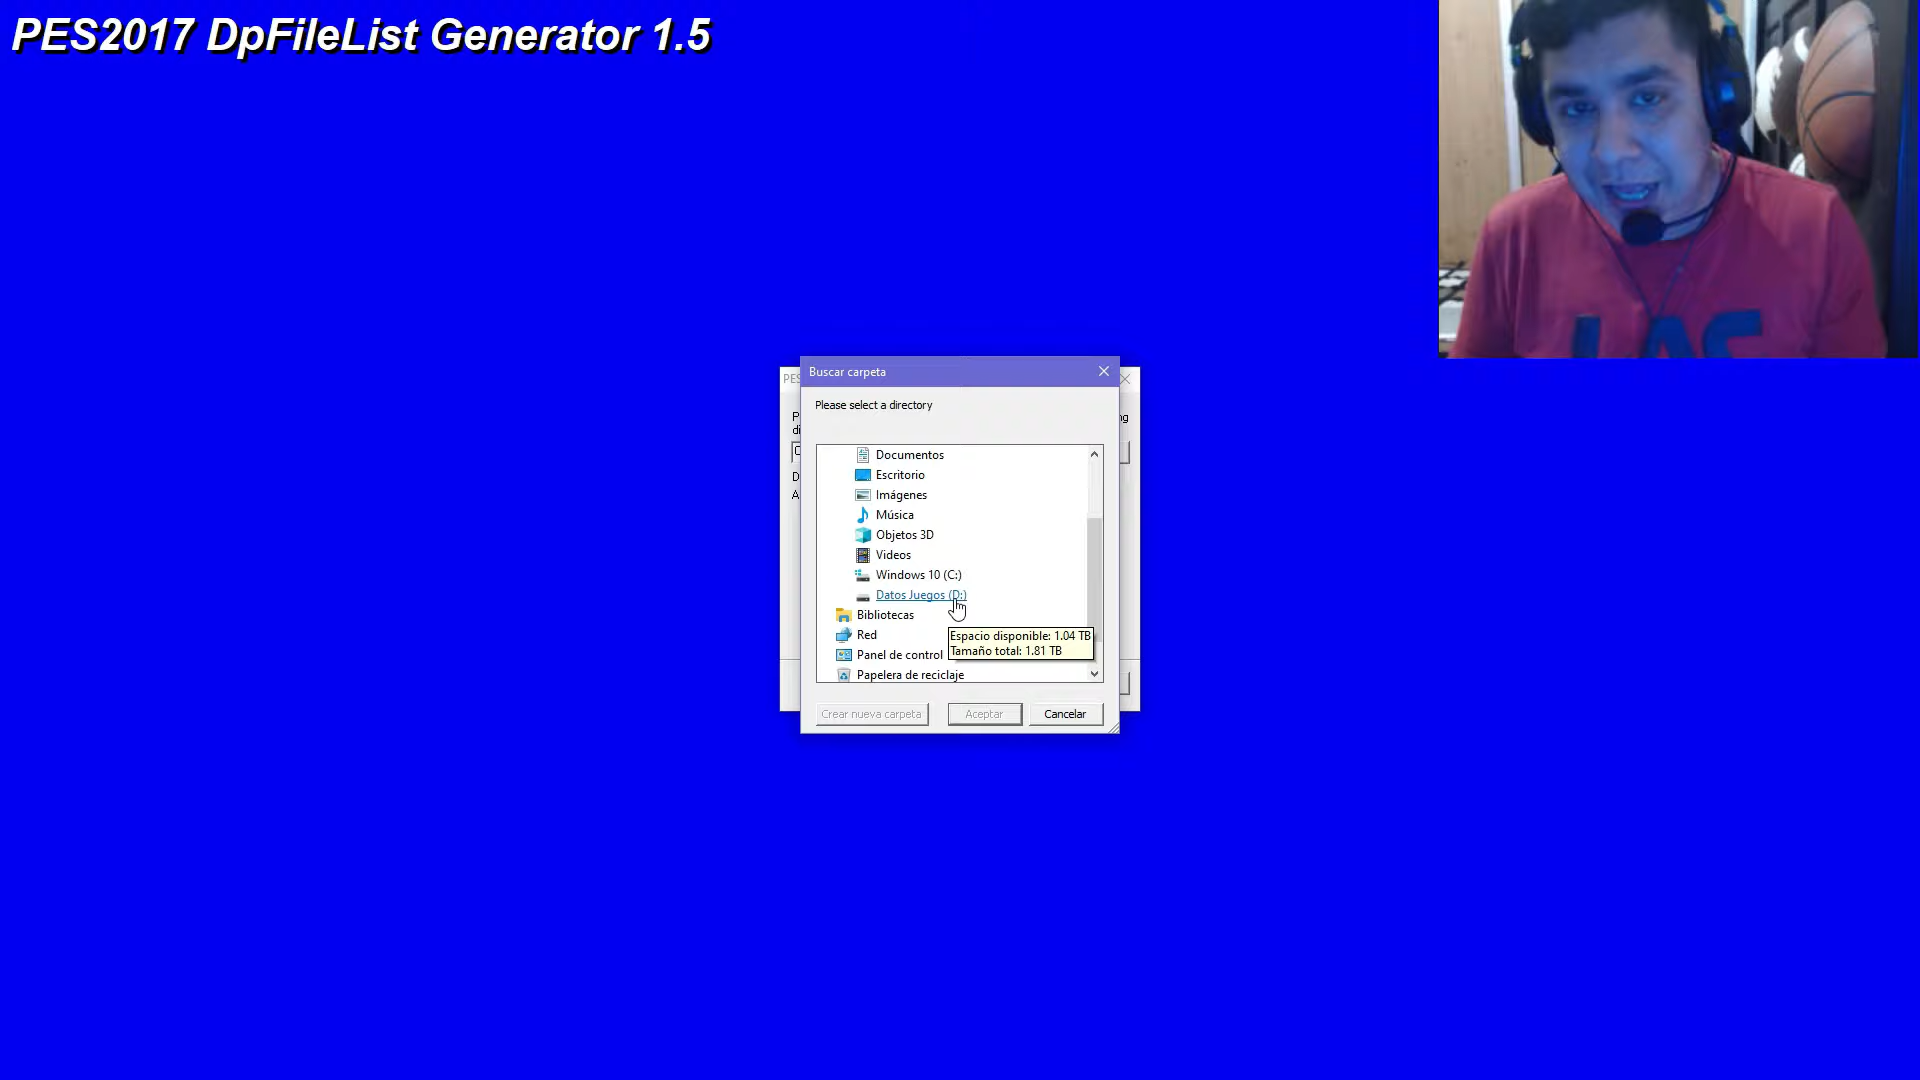 PES2017 DpFileList Generator 1.5
Buscar carpeta
Please select a directory
Documentos
Escritorio
Imágenes
Música
Objetos 3D
Videos
Windows 10 (C:)
Datos Juegos (D:)
Bibliotecas
Red
Espacio disponible: 1.04 TB
Tamaño total: 1.81 TB
Panel de control
Papelera de reciclaje
Crear nueva carpeta
Aceptar
Cancelar